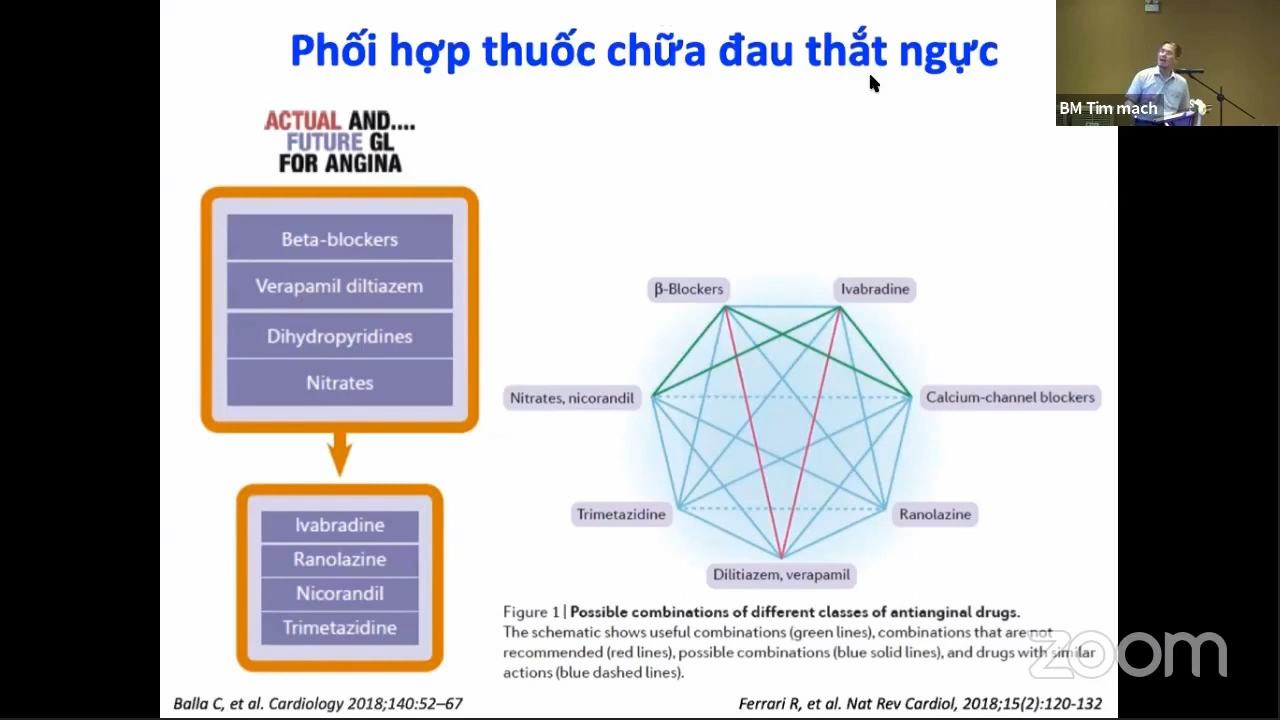 Phối hợp thuốc chữa đau thắt ngực
BM Tim mach
ACTUAL AND....
FUTURE GL
FOR ANGINA
Beta-blockers
Verapamil diltiazem
Dihydropyridines
Nitrates
Ivabradine
Ranolazine
Nicorandil
Trimetazidine
β-Blockers
Ivabradine
Nitrates, nicorandil
Calcium-channel blockers
Trimetazidine
Ranolazine
Dilitiazem, verapamil
Figure 1 | Possible combinations of different classes of antianginal drugs.
The schematic shows useful combinations (green lines), combinations that are not
recommended (red lines), possible combinations (blue solid lines), and drugs with similar
actions (blue dashed lines).
zoom
Balla C, et al. Cardiology 2018;140:52–67
Ferrari R, et al. Nat Rev Cardiol, 2018;15(2):120-132